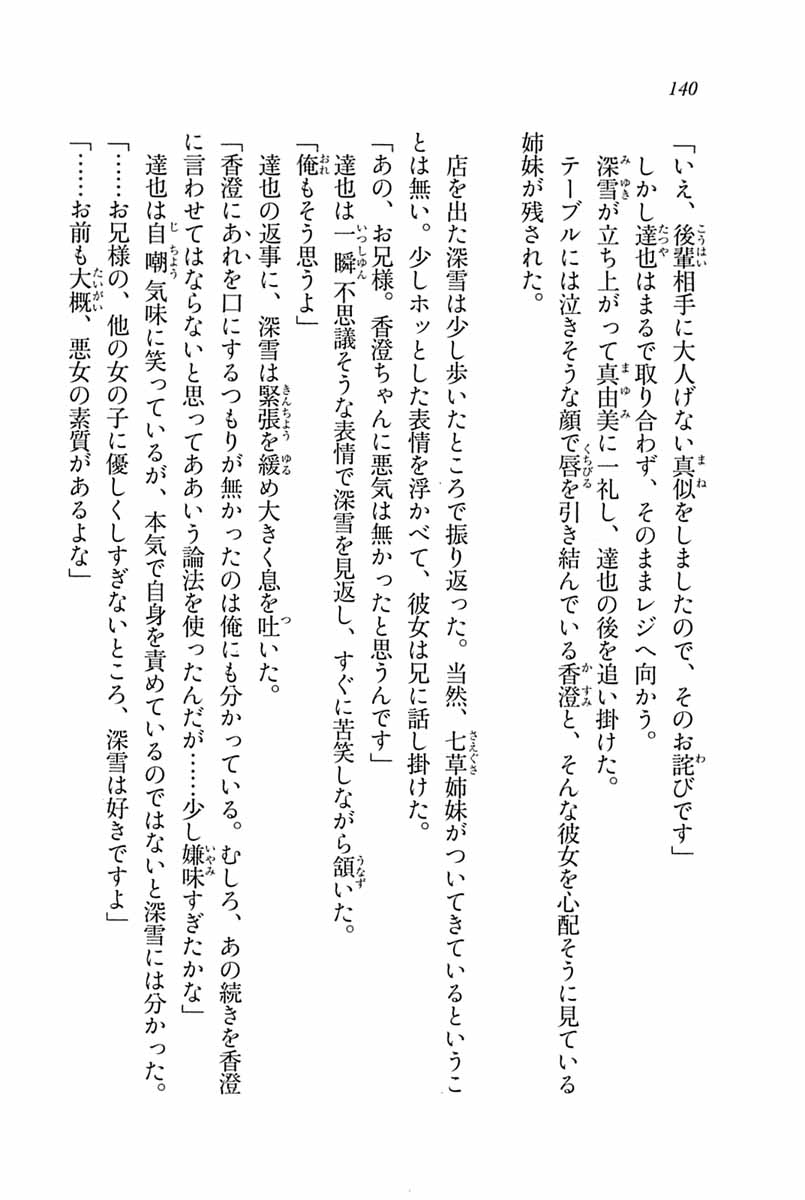 140
「いえ、後輩相手に大人げない真似をしましたので、そのお詫びです」
しかし達也はまるで取り合わず、そのままレジへ向かう。
深雪が立ち上がって真由美に一礼し、達也の後を追い掛けた。
テーブルには泣きそうな顔で唇を引き結んでいる香澄と、そんな彼女を心配そうに見ている
姉妹が残された。
店を出た深雪は少し歩いたところで振り返った。当然、七草姉妹がついてきているというこ
とは無い。少しホッとした表情を浮かべて、彼女は兄に話し掛けた。
「あの、お兄様。香澄ちゃんに悪気は無かったと思うんです」
達也は一瞬不思議そうな表情で深雪を見返し、すぐに苦笑しながら頷いた。
「俺もそう思うよ」
達也の返事に、深雪は緊張を緩め大きく息を吐いた。
「香澄にあれを口にするつもりが無かったのは俺にも分かっている。むしろ、あの続きを香澄
に言わせてはならないと思ってああいう論法を使ったんだが……少し嫌味すぎたかな」
達也は自嘲気味に笑っているが、本気で自身を責めているのではないと深雪には分かった。
「……お兄様の、他の女の子に優しくしすぎないところ、深雪は好きですよ」
「……お前も大概、悪女の素質があるよな」